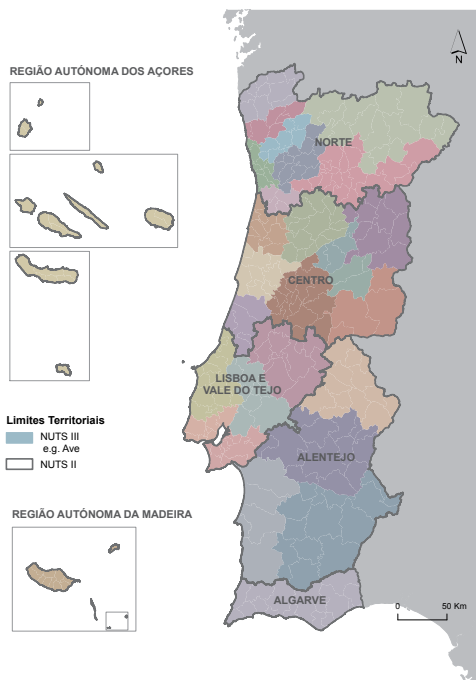 REGIÃO AUTÓNOMA DOS AÇORES
N
NORTE
CENTRO
LISBOA E
VALE DO TEJO
Limites Territoriais
NUTS III
e.g. Ave
NUTS II
ALENTEJO
REGIÃO AUTÓNOMA DA MADEIRA
ALGARVE
0 50 Km